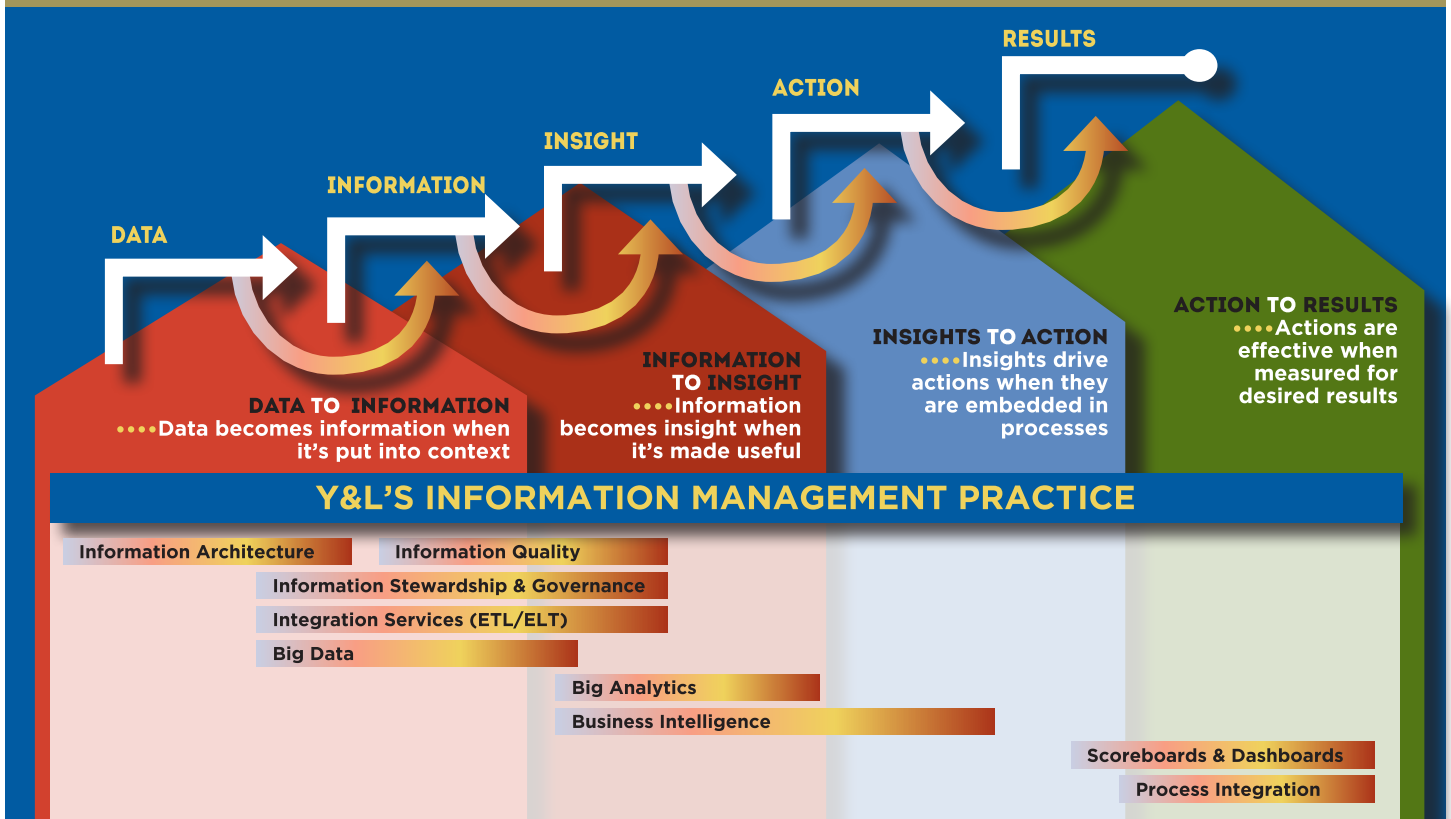 RESULTS
ACTION
INSIGHT
INFORMATION
DATA
DATA TO INFORMATION
••••Data becomes information when
it’s put into context
INFORMATION
TO INSIGHT
••••Information
becomes insight when
it’s made useful
INSIGHTS TO ACTION
••••Insights drive
actions when they
are embedded in
processes
ACTION TO RESULTS
••••Actions are
effective when
measured for
desired results
Y&L’S INFORMATION MANAGEMENT PRACTICE
Information Architecture
Information Quality
Information Stewardship & Governance
Integration Services (ETL/ELT)
Big Data
Big Analytics
Business Intelligence
Scoreboards & Dashboards
Process Integration